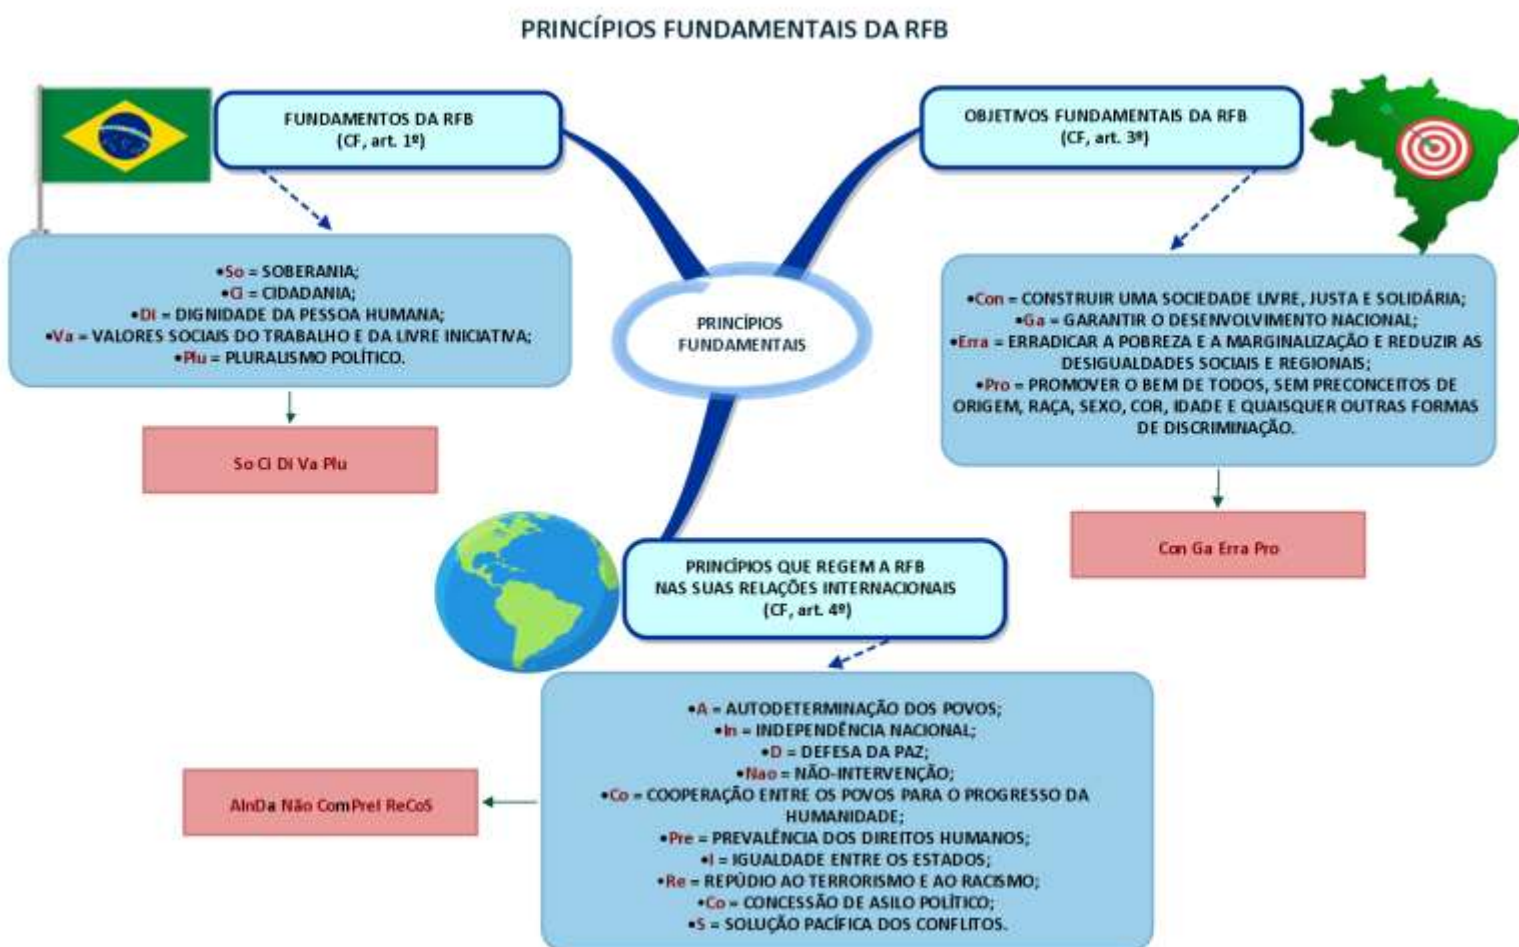 PRINCÍPIOS FUNDAMENTAIS DA RFB
FUNDAMENTOS DA RFB
(CF, art. 1º)
•So = SOBERANIA;
•Ci = CIDADANIA;
•Di = DIGNIDADE DA PESSOA HUMANA;
•Va = VALORES SOCIAIS DO TRABALHO E DA LIVRE INICIATIVA;
•Plu = PLURALISMO POLÍTICO.
So Ci Di Va Plu
OBJETIVOS FUNDAMENTAIS DA RFB
(CF, art. 3º)
•Con = CONSTRUIR UMA SOCIEDADE LIVRE, JUSTA E SOLIDÁRIA;
•Ga = GARANTIR O DESENVOLVIMENTO NACIONAL;
•Erra = ERRADICAR A POBREZA E A MARGINALIZAÇÃO E REDUZIR AS
DESIGUALDADES SOCIAIS E REGIONAIS;
•Pro = PROMOVER O BEM DE TODOS, SEM PRECONCEITOS DE
ORIGEM, RAÇA, SEXO, COR, IDADE E QUAISQUER OUTRAS FORMAS
DE DISCRIMINAÇÃO.
Con Ga Erra Pro
PRINCÍPIOS
FUNDAMENTAIS
PRINCÍPIOS QUE REGEM A RFB
NAS SUAS RELAÇÕES INTERNACIONAIS
(CF, art. 4º)
•A = AUTODETERMINAÇÃO DOS POVOS;
•In = INDEPENDÊNCIA NACIONAL;
•D = DEFESA DA PAZ;
•Nao = NÃO-INTERVENÇÃO;
•Co = COOPERAÇÃO ENTRE OS POVOS PARA O PROGRESSO DA
HUMANIDADE;
•Pre = PREVALÊNCIA DOS DIREITOS HUMANOS;
•I = IGUALDADE ENTRE OS ESTADOS;
•Re = REPÚDIO AO TERRORISMO E AO RACISMO;
•Co = CONCESSÃO DE ASILO POLÍTICO;
•S = SOLUÇÃO PACÍFICA DOS CONFLITOS.
AInDa Não ComPreI ReCoS